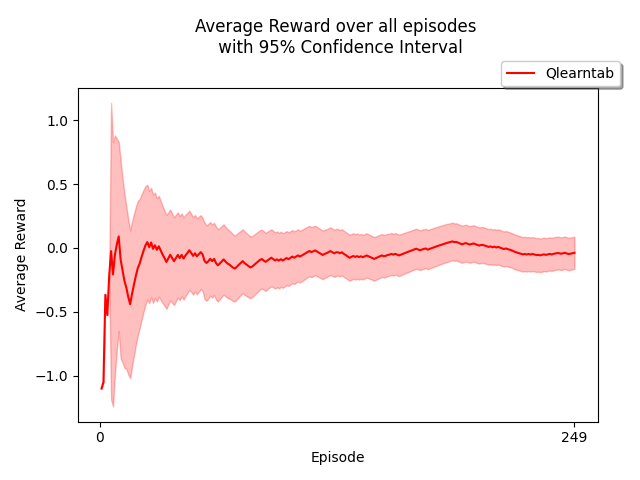 Average Reward over all episodes
with 95% Confidence Interval
Qlearntab
1.0
0.5
0.0
−0.5
−1.0
Average Reward
0
249
Episode